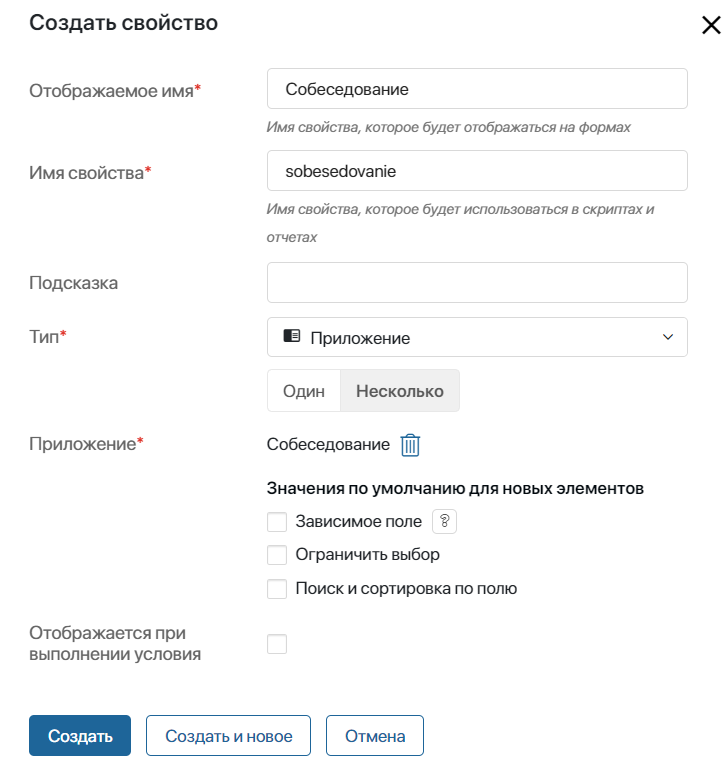 Создать свойство
Отображаемое имя*
Собеседование
Имя свойства, которое будет отображаться на формах
Имя свойства*
sobesedovanie
Имя свойства, которое будет использоваться в скриптах и
отчетах
Подсказка
Тип*
Приложение
Один Несколько
Приложение*
Собеседование
Значения по умолчанию для новых элементов
Зависимое поле ?
Ограничить выбор
Поиск и сортировка по полю
Отображается при
выполнении условия
Создать Создать и новое Отмена